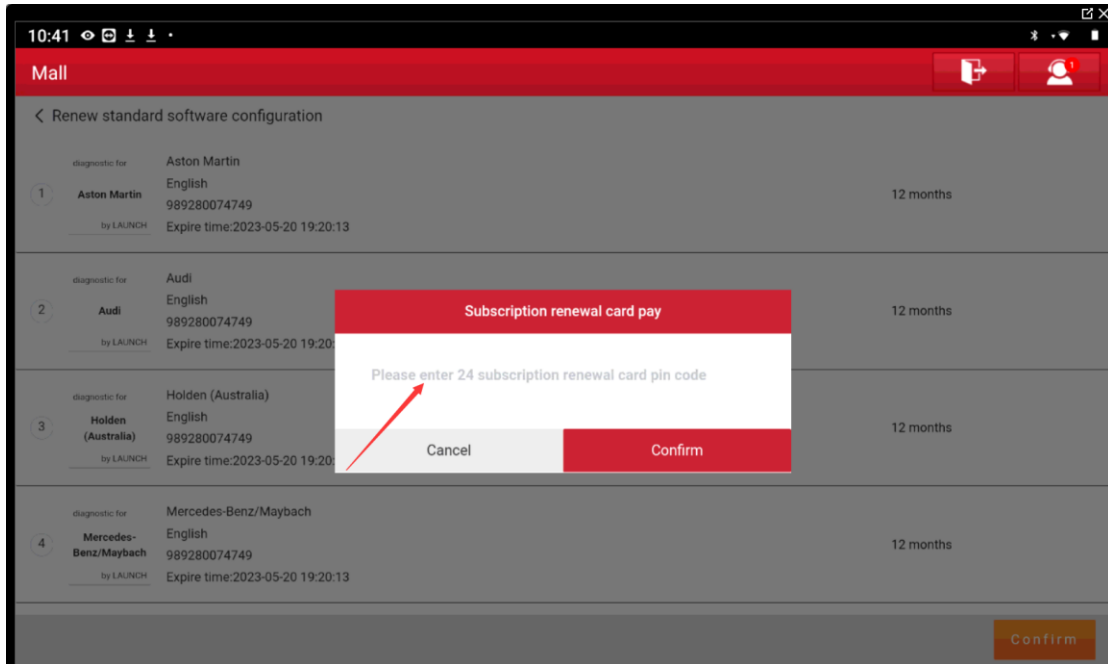 10:41
Mall
1
Renew standard software configuration
1
diagnostic for
Aston Martin
by LAUNCH
Aston Martin
English
989280074749
Expire time:2023-05-20 19:20:13
12 months
2
diagnostic for
Audi
by LAUNCH
Audi
English
989280074749
Expire time:2023-05-20 19:20:
12 months
Subscription renewal card pay
Please enter 24 subscription renewal card pin code
Cancel
Confirm
3
diagnostic for
Holden
(Australia)
by LAUNCH
Holden (Australia)
English
989280074749
Expire time:2023-05-20 19:20:
12 months
4
diagnostic for
Mercedes-
Benz/Maybach
by LAUNCH
Mercedes-Benz/Maybach
English
989280074749
Expire time:2023-05-20 19:20:13
12 months
Confirm